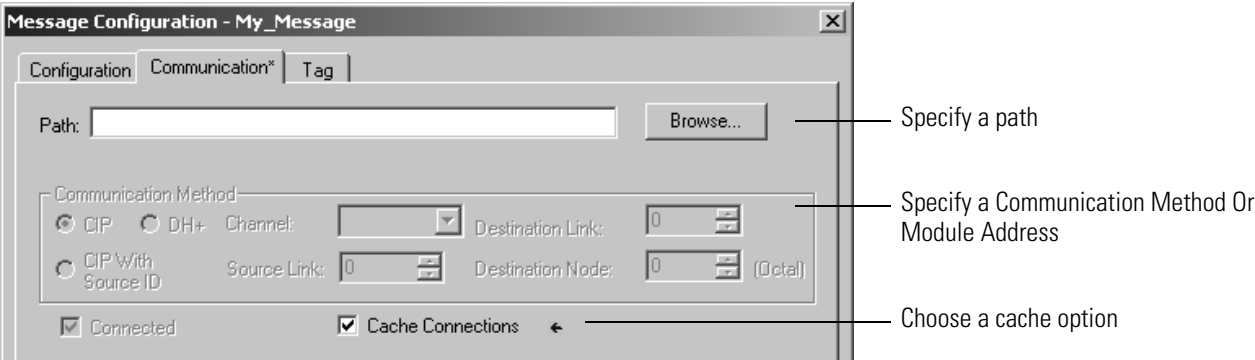 Message Configuration - My_Message
Configuration Communication* Tag
Path: Browse...
Specify a path
Communication Method
CIP DH+ Channel: Destination Link: 0
Specify a Communication Method Or
Module Address
CIP With
Source ID
Source Link: 0 Destination Node: 0 (Octal)
Connected Cache Connections ←
Choose a cache option